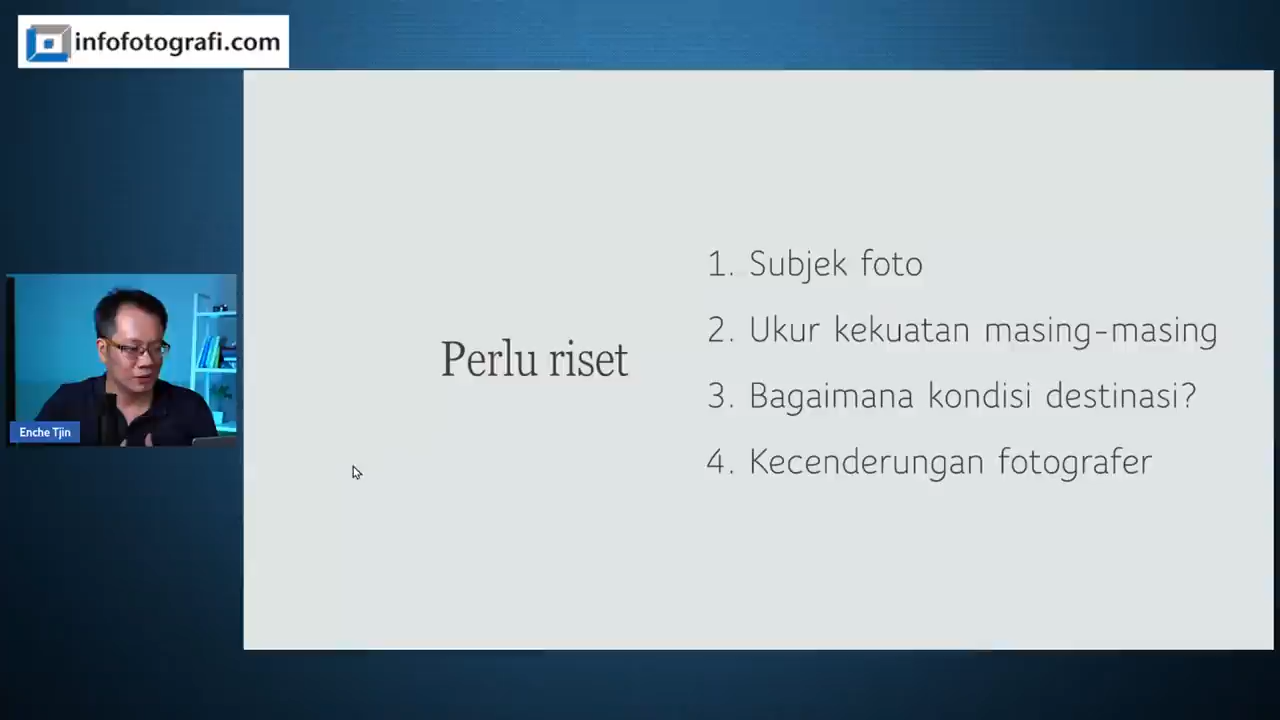 infofotografi.com
Perlu riset
1. Subjek foto
2. Ukur kekuatan masing-masing
3. Bagaimana kondisi destinasi?
4. Kecenderungan fotografer
Enche Tjin